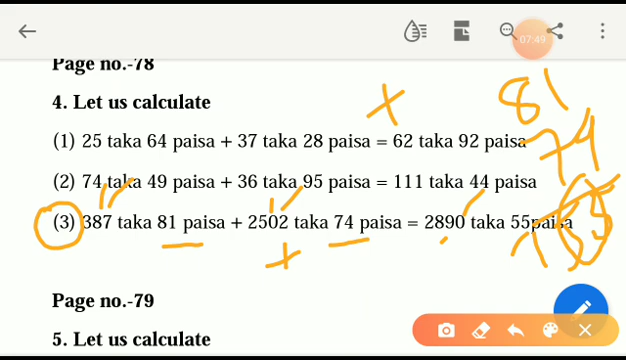 07:49
Page no.-78
4. Let us calculate
(1) 25 taka 64 paisa + 37 taka 28 paisa = 62 taka 92 paisa
(2) 74 taka 49 paisa + 36 taka 95 paisa = 111 taka 44 paisa
(3) 387 taka 81 paisa + 2502 taka 74 paisa = 2890 taka 55paisa
+
+
81
74
155
Page no.-79
5. Let us calculate